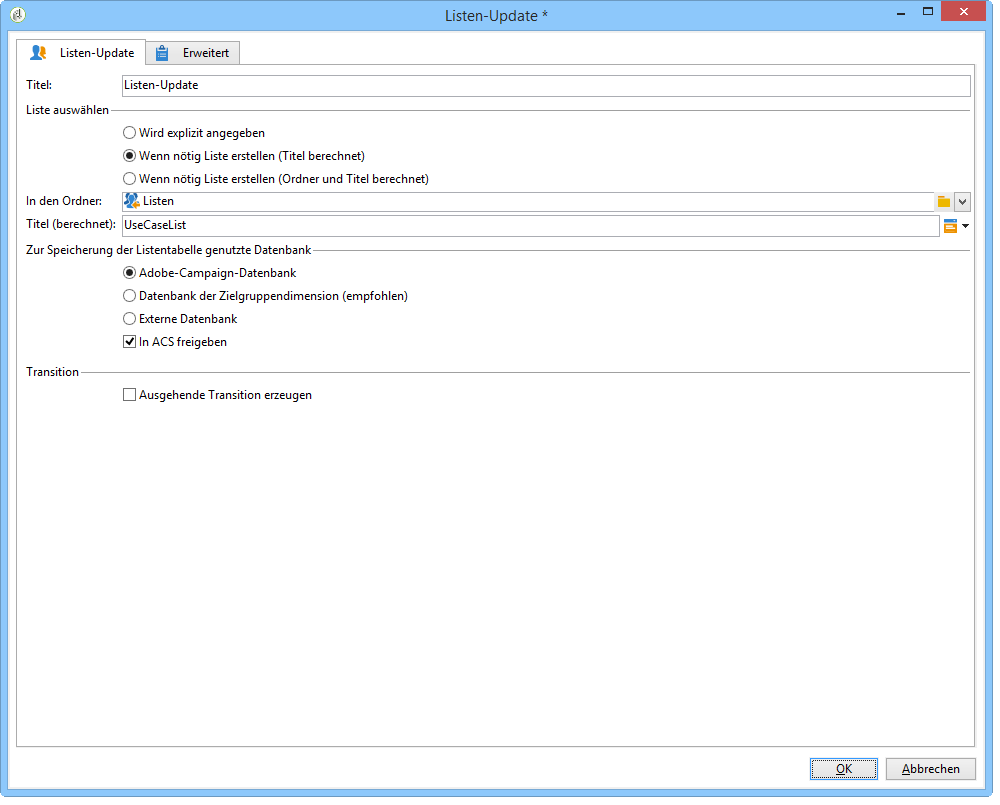 Listen-Update *
Listen-Update
Erweitert
Titel: Listen-Update
Liste auswählen
Wird explizit angegeben
Wenn nötig Liste erstellen (Titel berechnet)
Wenn nötig Liste erstellen (Ordner und Titel berechnet)
In den Ordner: Listen
Titel (berechnet): UseCaseList
Zur Speicherung der Listentabelle genutzte Datenbank
Adobe-Campaign-Datenbank
Datenbank der Zielgruppendimension (empfohlen)
Externe Datenbank
In ACS freigeben
Transition
Ausgehende Transition erzeugen
OK
Abbrechen